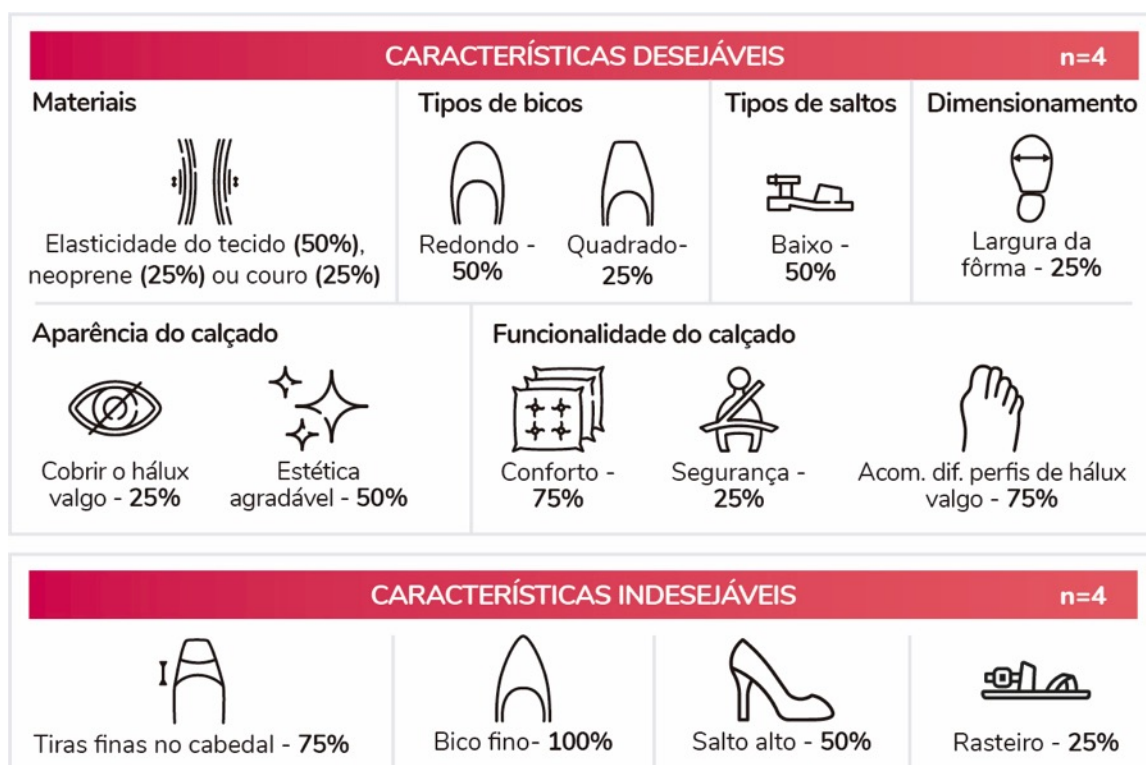 CARACTERÍSTICAS DESEJÁVEIS n=4
Materiais
Elasticidade do tecido (50%),
neoprene (25%) ou couro (25%)
Tipos de bicos
Redondo -
50%
Quadrado-
25%
Tipos de saltos
Baixo -
50%
Dimensionamento
Largura da
fôrma - 25%
Aparência do calçado
Cobrir o hálux
valgo - 25%
Estética
agradável - 50%
Funcionalidade do calçado
Conforto -
75%
Segurança -
25%
Acom. dif. perfis de hálux
valgo - 75%
CARACTERÍSTICAS INDESEJÁVEIS n=4
Tiras finas no cabedal - 75%
Bico fino- 100%
Salto alto - 50%
Rasteiro - 25%